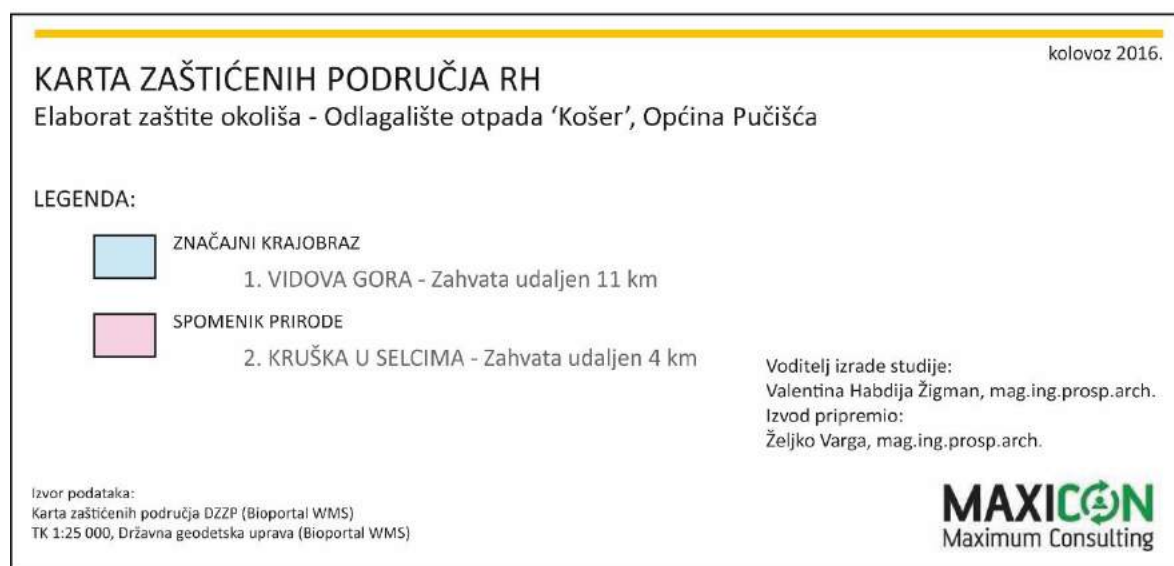 kolovoz 2016.
KARTA ZAŠTIĆENIH PODRUČJA RH
Elaborat zaštite okoliša - Odlagalište otpada 'Košer', Općina Pučišća
LEGENDA:
ZNAČAJNI KRAJOBRAZ
1. VIDOVA GORA - Zahvata udaljen 11 km
SPOMENIK PRIRODE
2. KRUŠKA U SELCIMA - Zahvata udaljen 4 km
Voditelj izrade studije:
Valentina Habdija Žigman, mag.ing.prosp.arch.
Izvod pripremio:
Željko Varga, mag.ing.prosp.arch.
Izvor podataka:
Karta zaštićenih područja DZZP (Bioportal WMS)
TK 1:25 000, Državna geodetska uprava (Bioportal WMS)
MAXICON
Maximum Consulting